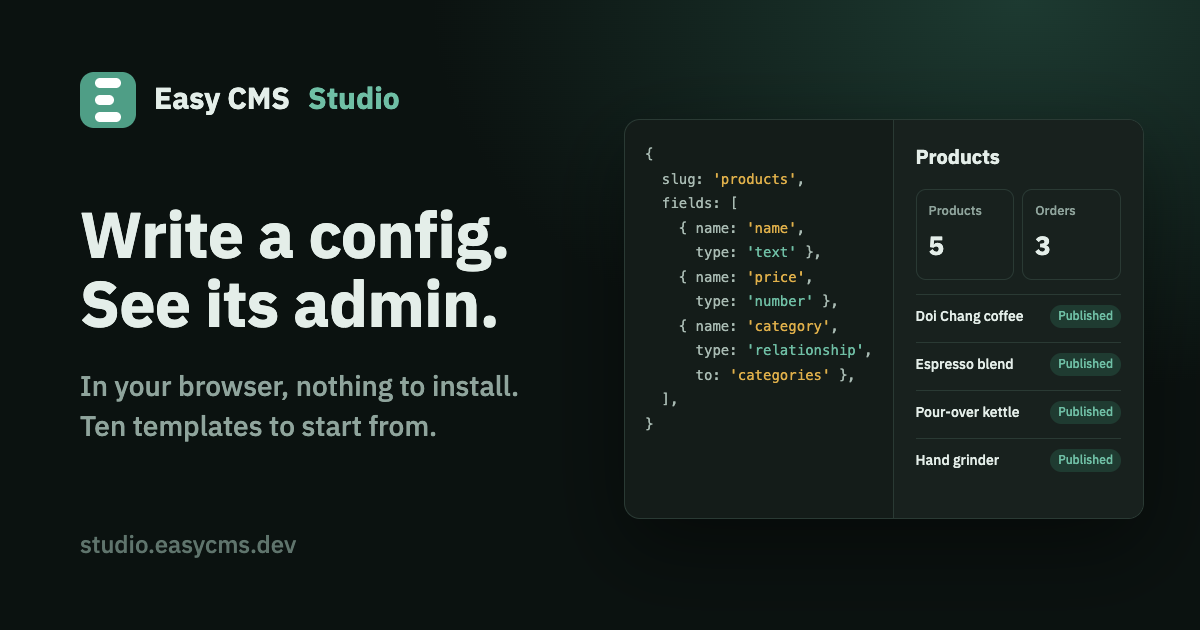 Easy CMS Studio
Write a config.
See its admin.
In your browser, nothing to install.
Ten templates to start from.
studio.easycms.dev
{
  slug: 'products',
  fields: [
    { name: 'name',
      type: 'text' },
    { name: 'price',
      type: 'number' },
    { name: 'category',
      type: 'relationship',
      to: 'categories' },
  ],
}
Products
Products Orders
5 3
Doi Chang coffee Published
Espresso blend Published
Pour-over kettle Published
Hand grinder Published